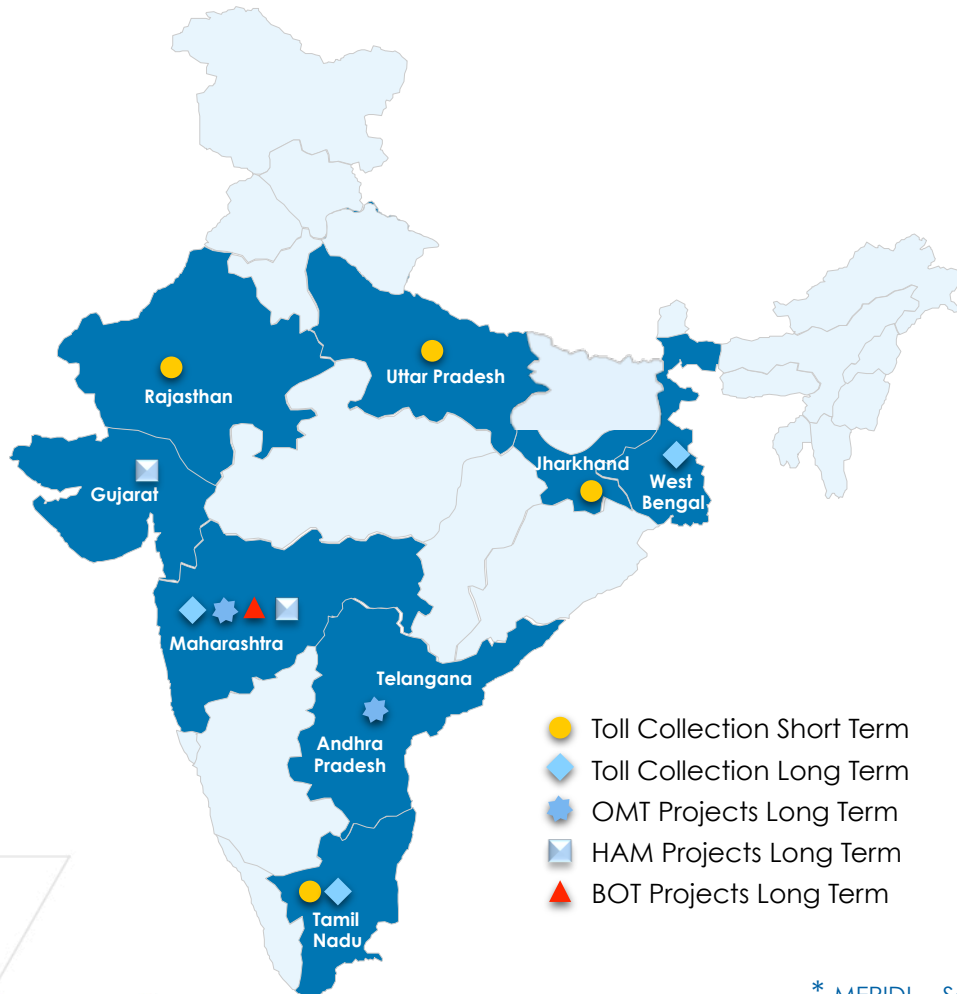 Uttar Pradesh
Rajasthan
Jharkhand
West
Bengal
Gujarat
Maharashtra
Telangana
Andhra
Pradesh
Toll Collection Short Term
Toll Collection Long Term
OMT Projects Long Term
HAM Projects Long Term
BOT Projects Long Term
Tamil
Nadu
*